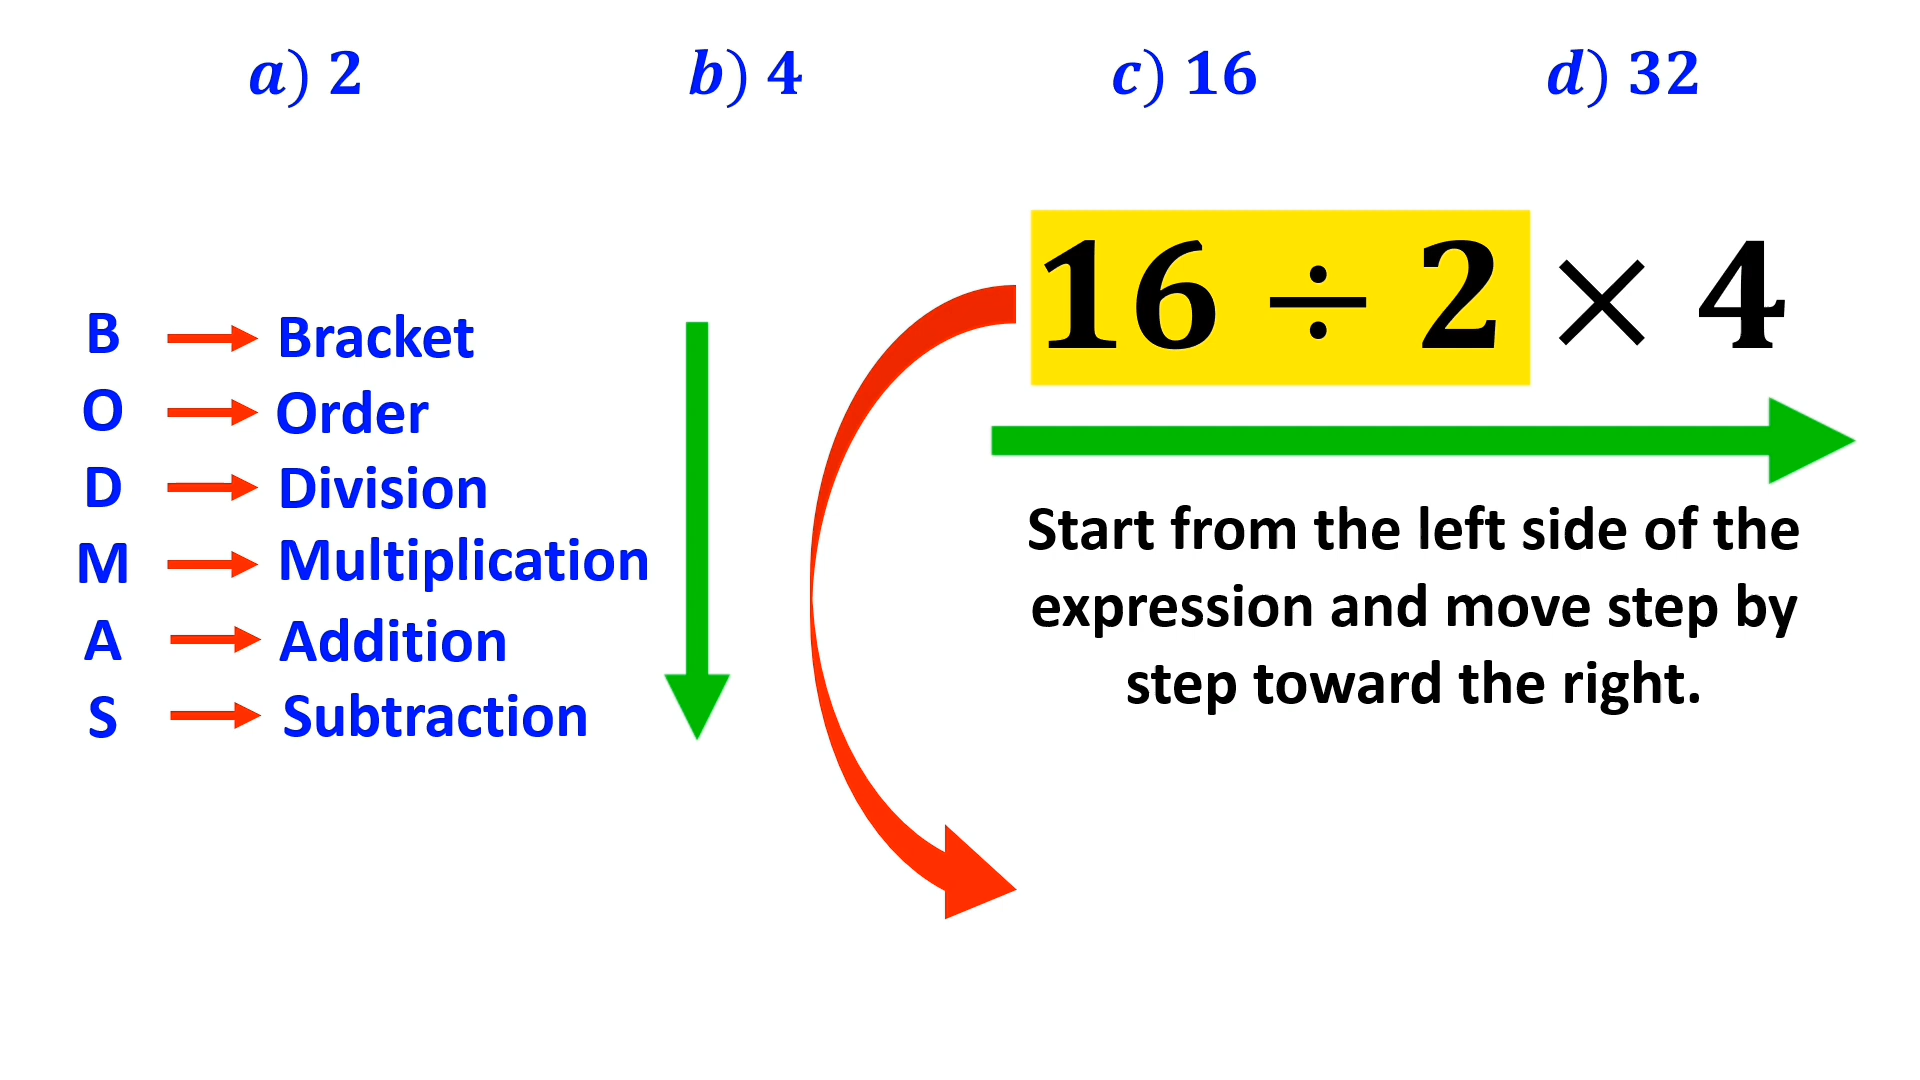 a) 2 b) 4 c) 16 d) 32
16 ÷ 2 × 4
B Bracket
O Order
D Division
M Multiplication
A Addition
S Subtraction
Start from the left side of the
expression and move step by
step toward the right.